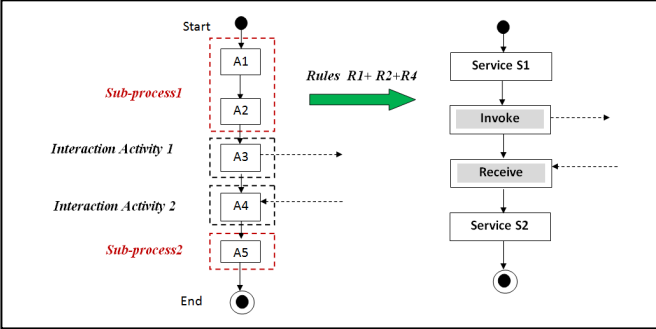 Start
A1
Sub-process1
A2
Interaction Activity 1
A3
Interaction Activity 2
A4
Sub-process2
A5
End
Rules R1+ R2+R4
Service S1
Invoke
Receive
Service S2